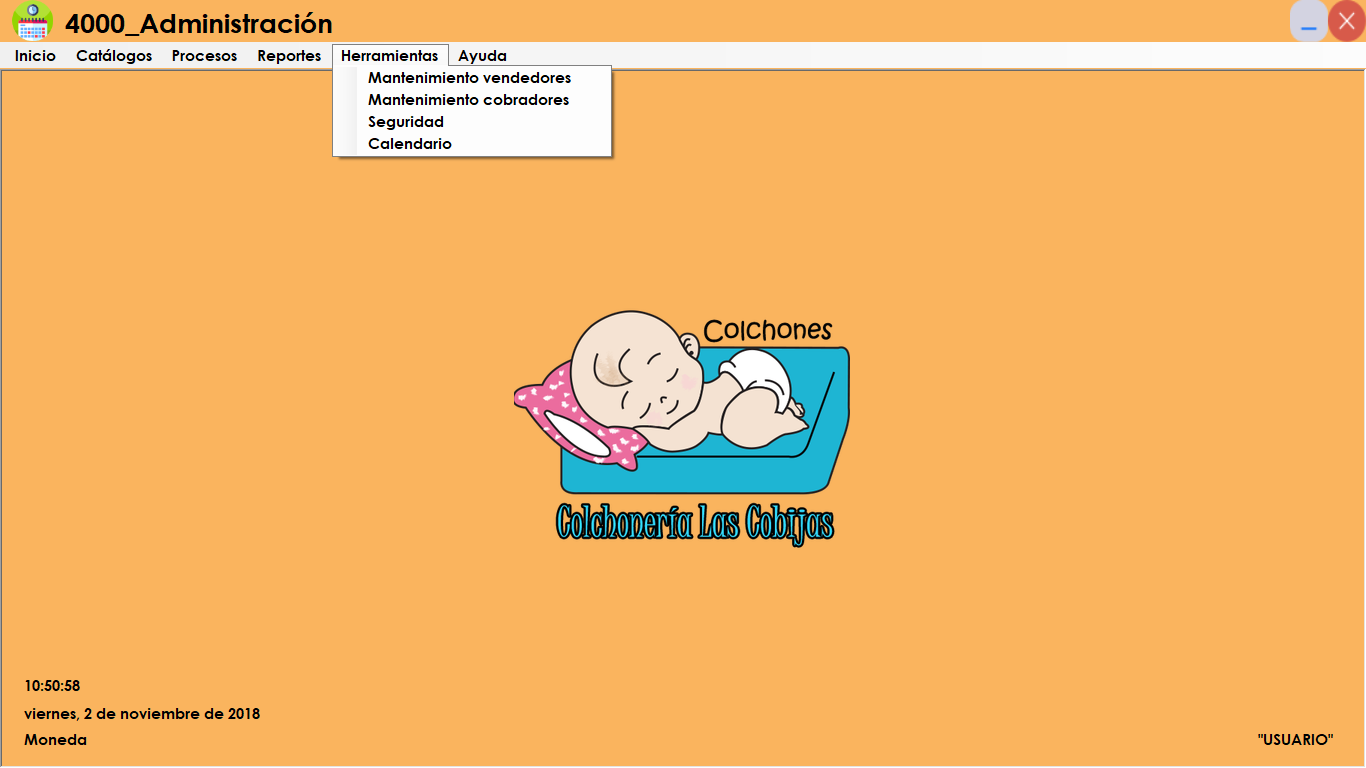 4000_Administración
Inicio Catálogos Procesos Reportes Herramientas Ayuda
Mantenimiento vendedores
Mantenimiento cobradores
Seguridad
Calendario
Colchones
Colchonería Las Cobijas
10:50:58
viernes, 2 de noviembre de 2018
Moneda "USUARIO"